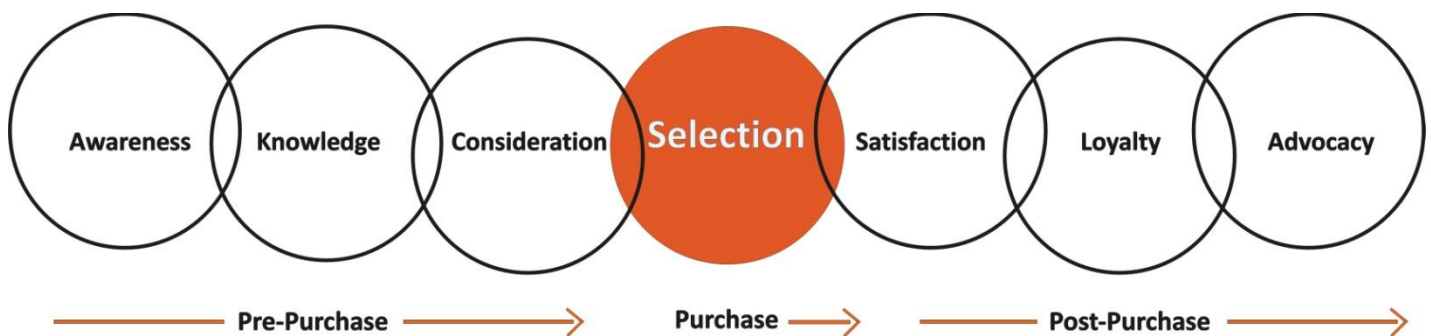 Awareness
Knowledge
Consideration
Selection
Satisfaction
Loyalty
Advocacy
Pre-Purchase
Purchase
Post-Purchase